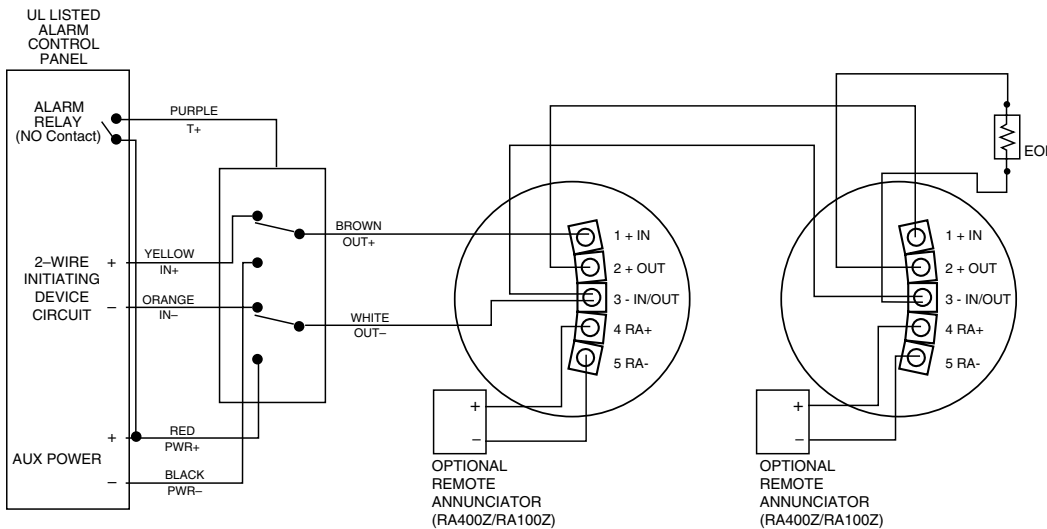 UL LISTED
ALARM
CONTROL
PANEL
ALARM
RELAY
(NO Contact)
PURPLE
T+
2–WIRE
INITIATING
DEVICE
CIRCUIT
+
–
YELLOW
IN+
ORANGE
IN–
BROWN
OUT+
WHITE
OUT–
AUX POWER
+
–
RED
PWR+
BLACK
PWR–
1 + IN
2 + OUT
3 - IN/OUT
4 RA+
5 RA-
+
–
OPTIONAL
REMOTE
ANNUNCIATOR
(RA400Z/RA100Z)
1 + IN
2 + OUT
3 - IN/OUT
4 RA+
5 RA-
+
–
OPTIONAL
REMOTE
ANNUNCIATOR
(RA400Z/RA100Z)